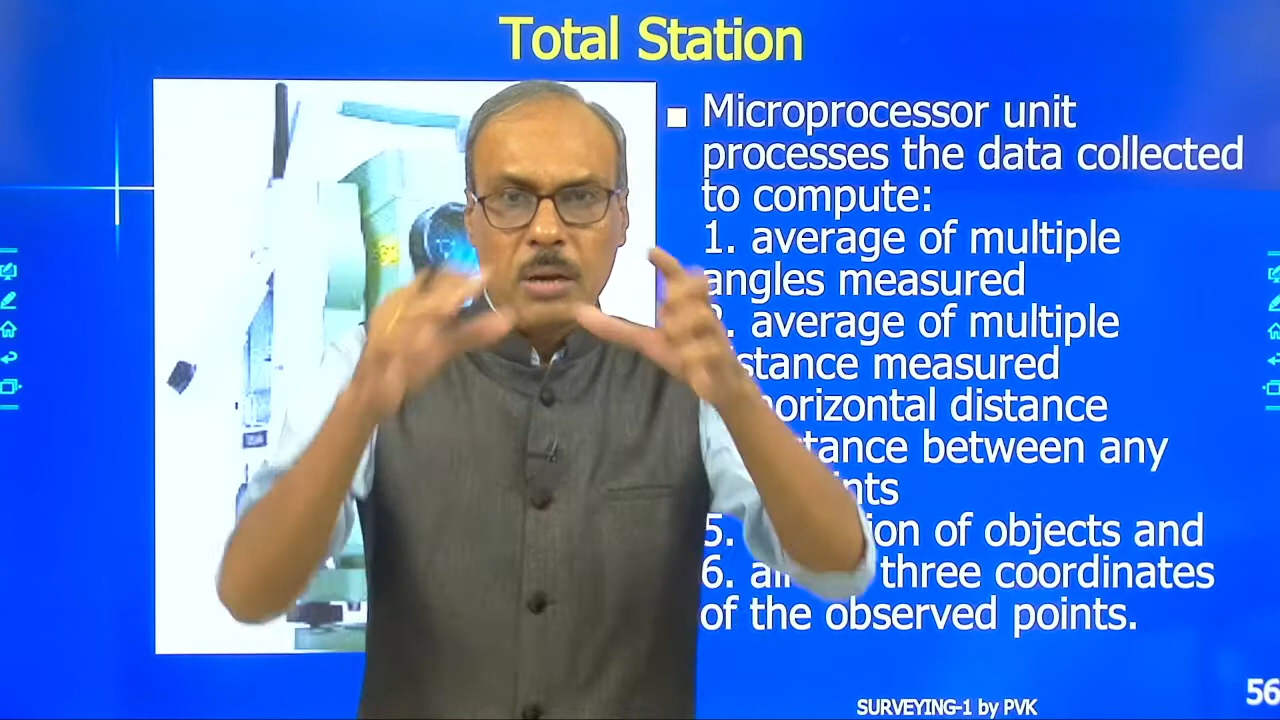 Total Station
Microprocessor unit
processes the data collected
to compute:
1. average of multiple
angles measured
. average of multiple
stance measured
horizontal distance
tance between any
nts
5. ion of objects and
6. all three coordinates
of the observed points.
SURVEYING-1 by PVK
56